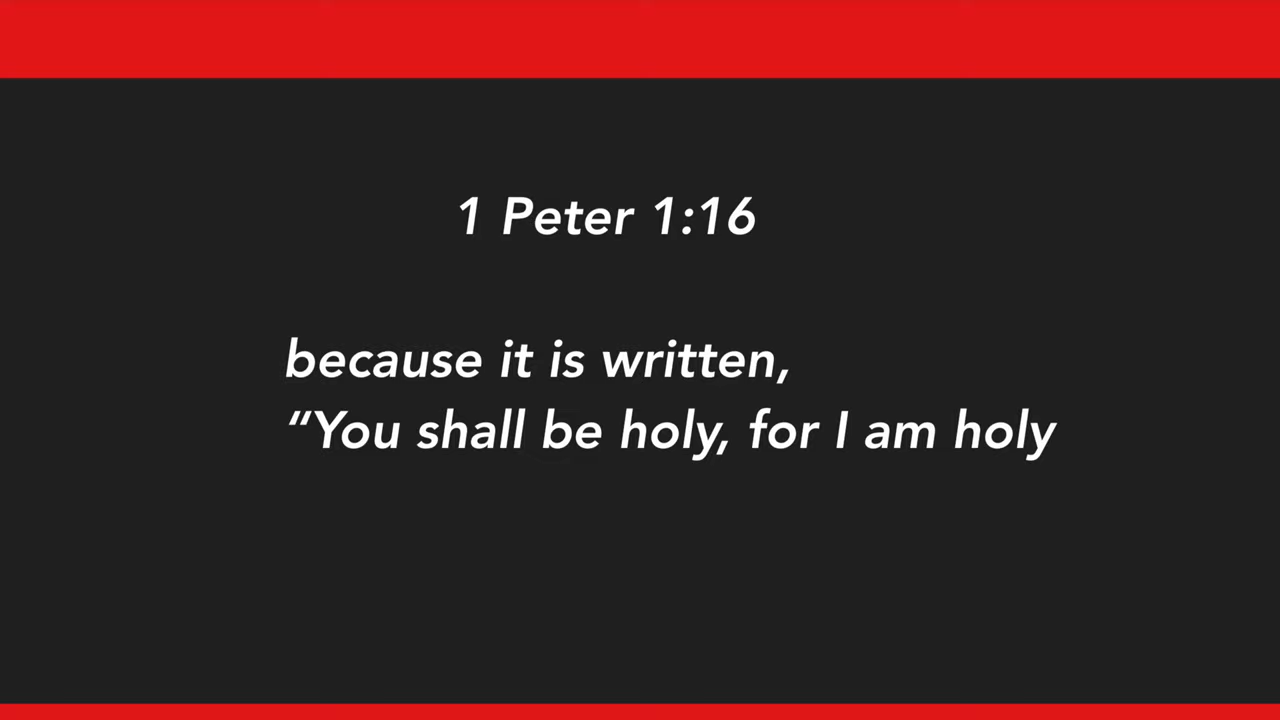 1 Peter 1:16
because it is written,
“You shall be holy, for I am holy